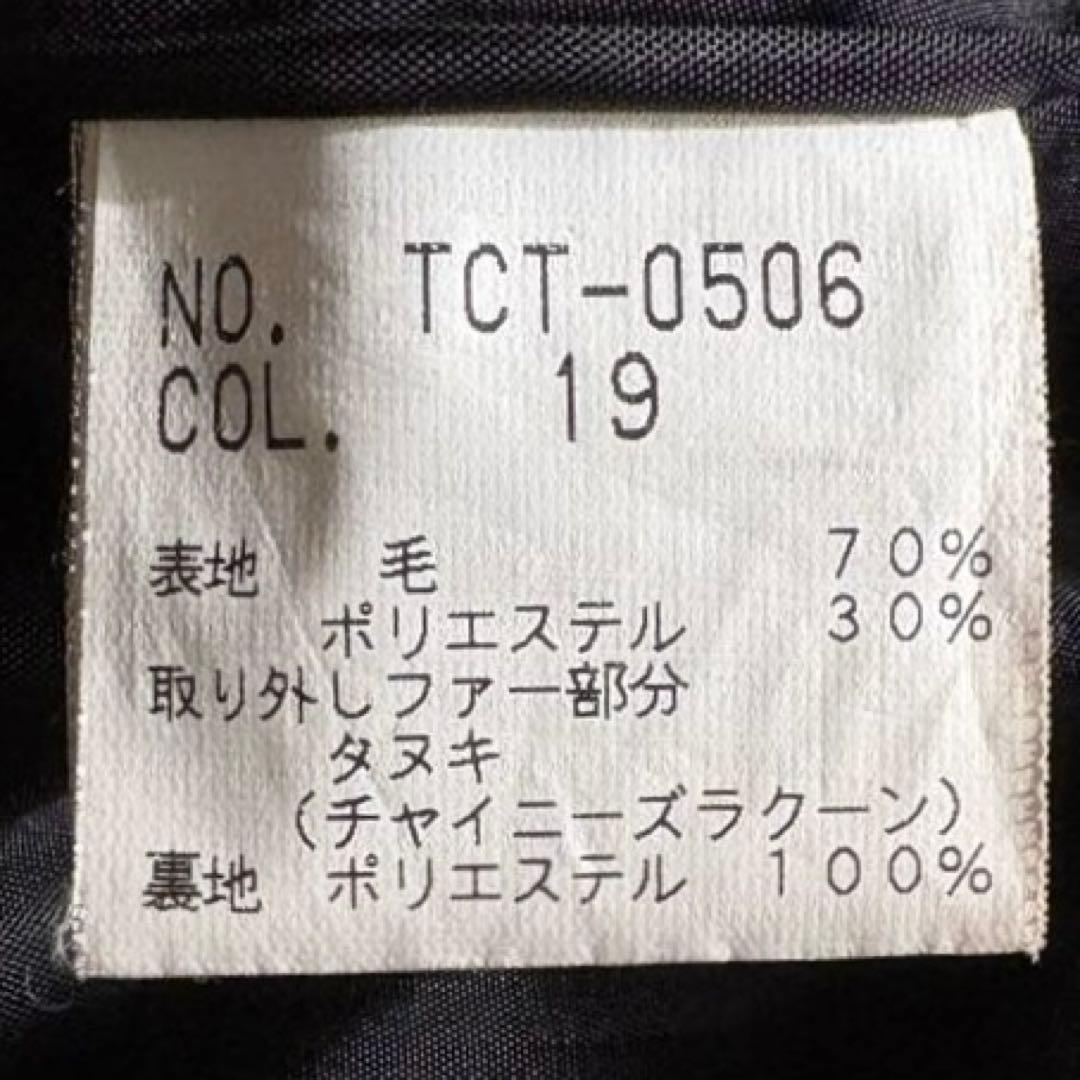 NO. TCT-0506
COL. 19
表地 毛 70%
ポリエステル 30%
取り外しファー部分
タヌキ
(チャイニーズラクーン)
裏地 ポリエステル 100%